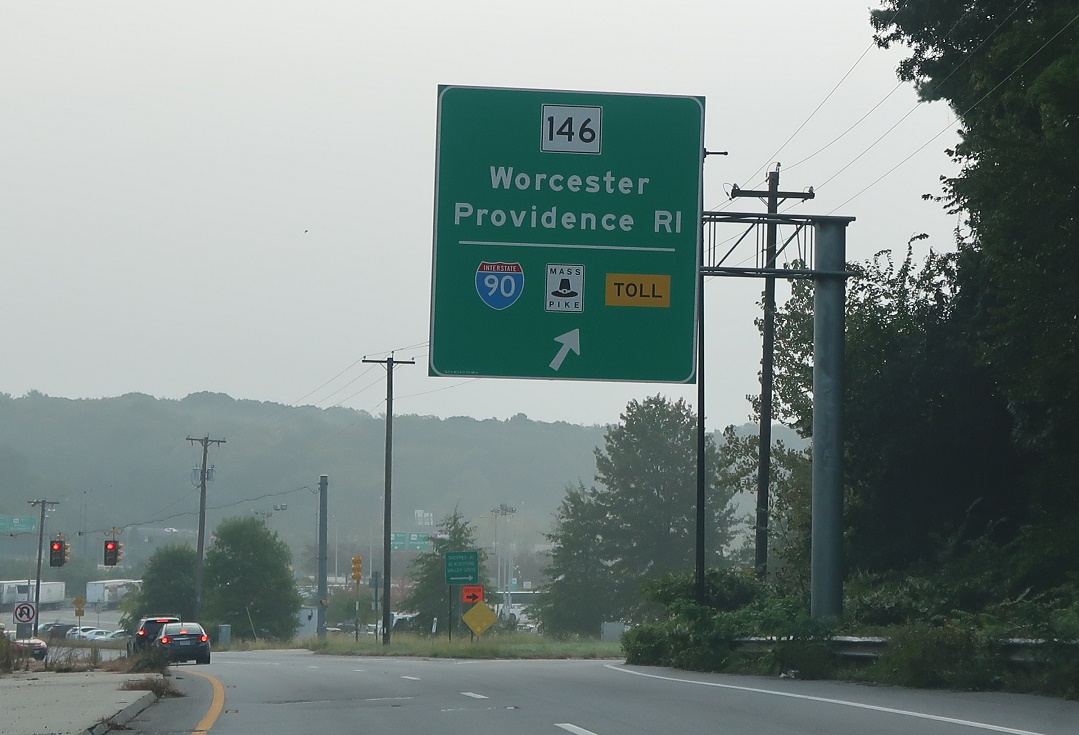 146
Worcester
Providence RI
INTERSTATE
90
MASS
PIKE
TOLL